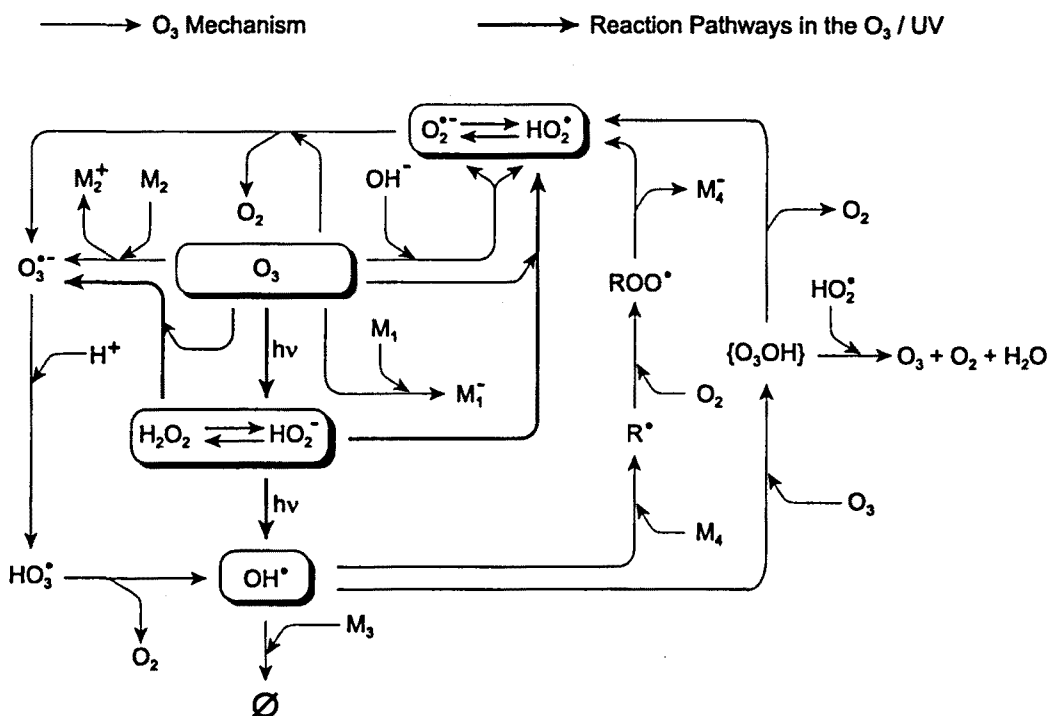 O₃ Mechanism
Reaction Pathways in the O₃ / UV
O₂•⁻ HO₂•
M₂⁺ M₂
O₂
OH⁻
M₄⁻
O₂
O₃•⁻
O₃
ROO•
HO₂•
H⁺
hν
M₁
M₁⁻
O₂
{O₃OH}
O₃ + O₂ + H₂O
H₂O₂ HO₂⁻
R•
hν
M₄
O₃
HO₃•
OH•
O₂
M₃
Ø